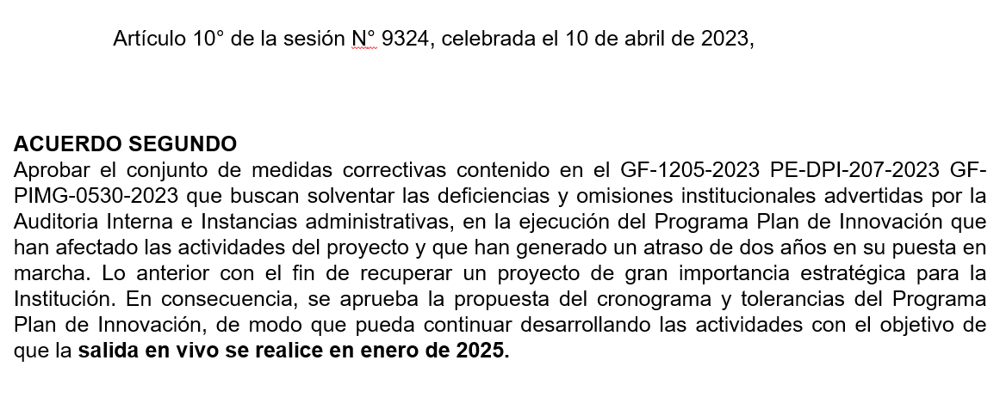 Artículo 10° de la sesión N° 9324, celebrada el 10 de abril de 2023,
ACUERDO SEGUNDO
Aprobar el conjunto de medidas correctivas contenido en el GF-1205-2023 PE-DPI-207-2023 GF-
PIMG-0530-2023 que buscan solventar las deficiencias y omisiones institucionales advertidas por la
Auditoria Interna e Instancias administrativas, en la ejecución del Programa Plan de Innovación que
han afectado las actividades del proyecto y que han generado un atraso de dos años en su puesta en
marcha. Lo anterior con el fin de recuperar un proyecto de gran importancia estratégica para la
Institución. En consecuencia, se aprueba la propuesta del cronograma y tolerancias del Programa
Plan de Innovación, de modo que pueda continuar desarrollando las actividades con el objetivo de
que la salida en vivo se realice en enero de 2025.